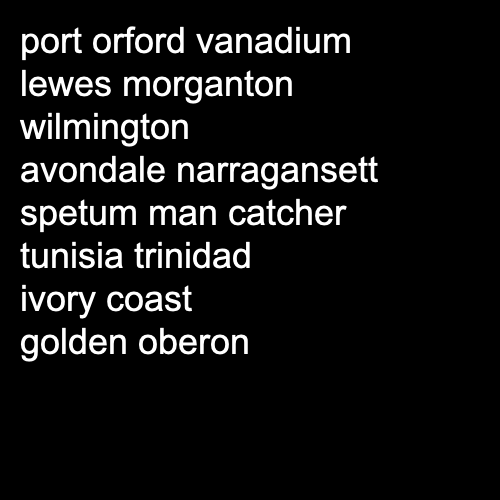 port orford vanadium
lewes morganton
wilmington
avondale narragansett
spetum man catcher
tunisia trinidad
ivory coast
golden oberon